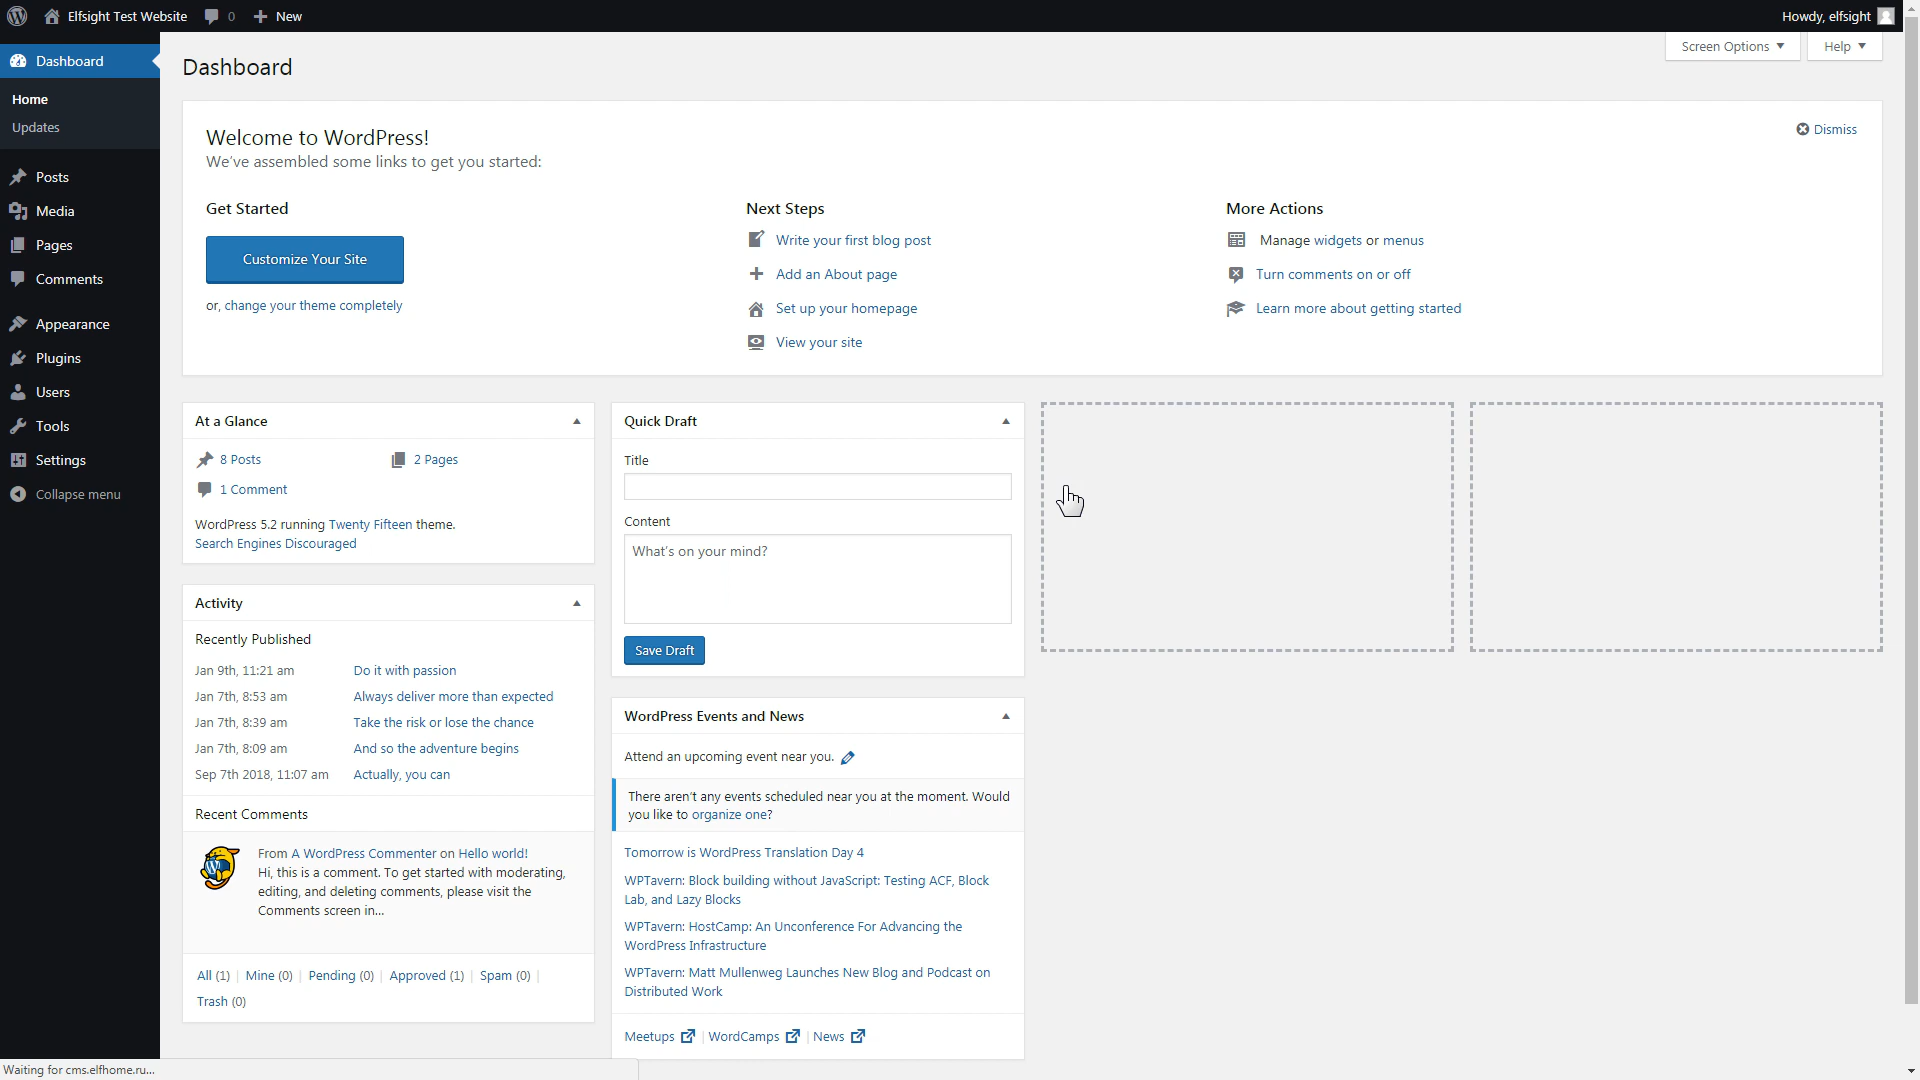 Elfsight Test Website
0
New
Howdy, elfsight
Dashboard
Home
Updates
Posts
Media
Pages
Comments
Appearance
Plugins
Users
Tools
Settings
Collapse menu
Screen Options
Help
Dashboard
Welcome to WordPress!
We've assembled some links to get you started:
Dismiss
Get Started
Customize Your Site
or, change your theme completely
Next Steps
Write your first blog post
Add an About page
Set up your homepage
View your site
More Actions
Manage widgets or menus
Turn comments on or off
Learn more about getting started
At a Glance
8 Posts
2 Pages
1 Comment
WordPress 5.2 running Twenty Fifteen theme.
Search Engines Discouraged
Activity
Recently Published
Jan 9th, 11:21 am Do it with passion
Jan 7th, 8:53 am Always deliver more than expected
Jan 7th, 8:39 am Take the risk or lose the chance
Jan 7th, 8:09 am And so the adventure begins
Sep 7th 2018, 11:07 am Actually, you can
Recent Comments
From A WordPress Commenter on Hello world!
Hi, this is a comment. To get started with moderating,
editing, and deleting comments, please visit the
Comments screen in...
All (1) | Mine (0) | Pending (0) | Approved (1) | Spam (0) |
Trash (0)
Quick Draft
Title
Content
What's on your mind?
Save Draft
WordPress Events and News
Attend an upcoming event near you.
There aren't any events scheduled near you at the moment. Would
you like to organize one?
Tomorrow is WordPress Translation Day 4
WPTavern: Block building without JavaScript: Testing ACF, Block
Lab, and Lazy Blocks
WPTavern: HostCamp: An Unconference For Advancing the
WordPress Infrastructure
WPTavern: Matt Mullenweg Launches New Blog and Podcast on
Distributed Work
Meetups | WordCamps | News
Waiting for cms.elfhome.ru...